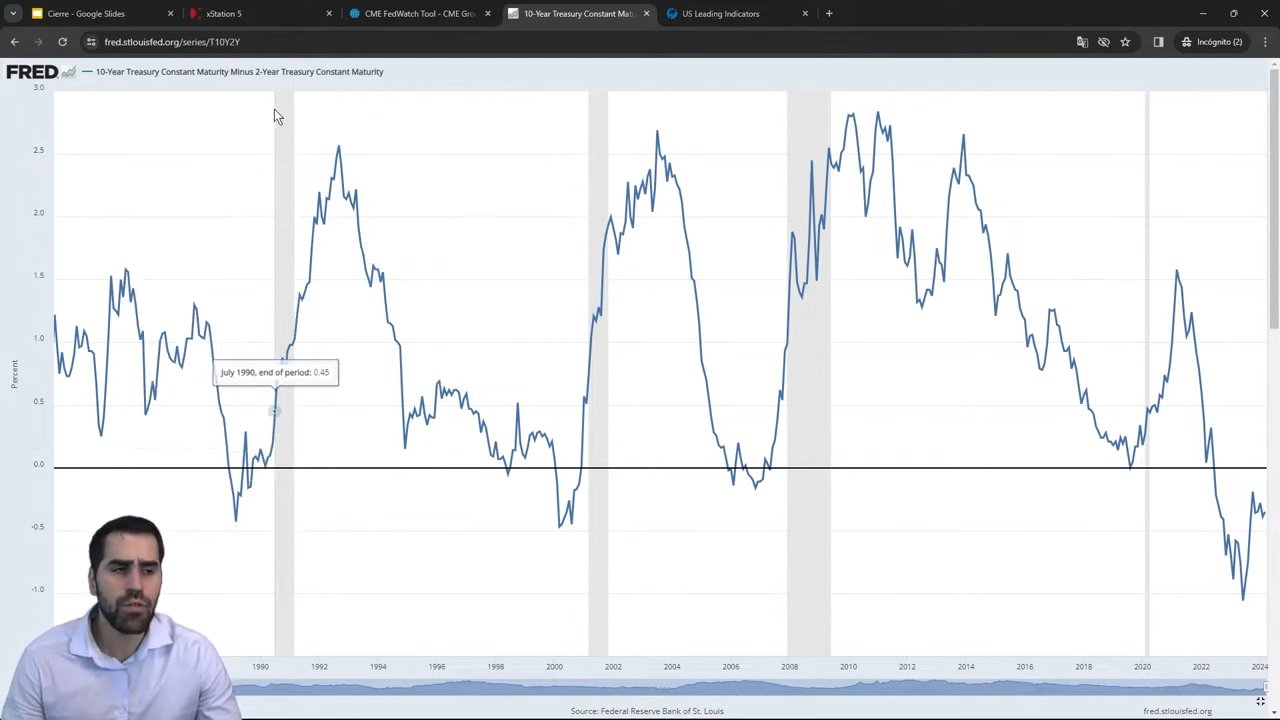 Cierre - Google Slides
xStation 5
CME FedWatch Tool - CME Gro
10-Year Treasury Constant Matu
US Leading Indicators
fred.stlouisfed.org/series/T10Y2Y
Incógnito (2)
FRED
10-Year Treasury Constant Maturity Minus 2-Year Treasury Constant Maturity
3.0
2.5
2.0
1.5
1.0
0.5
0.0
-0.5
-1.0
Percent
July 1990, end of period: 0.45
1990 1992 1994 1996 1998 2000 2002 2004 2006 2008 2010 2012 2014 2016 2018 2020 2022 2024
Source: Federal Reserve Bank of St. Louis
fred.stlouisfed.org